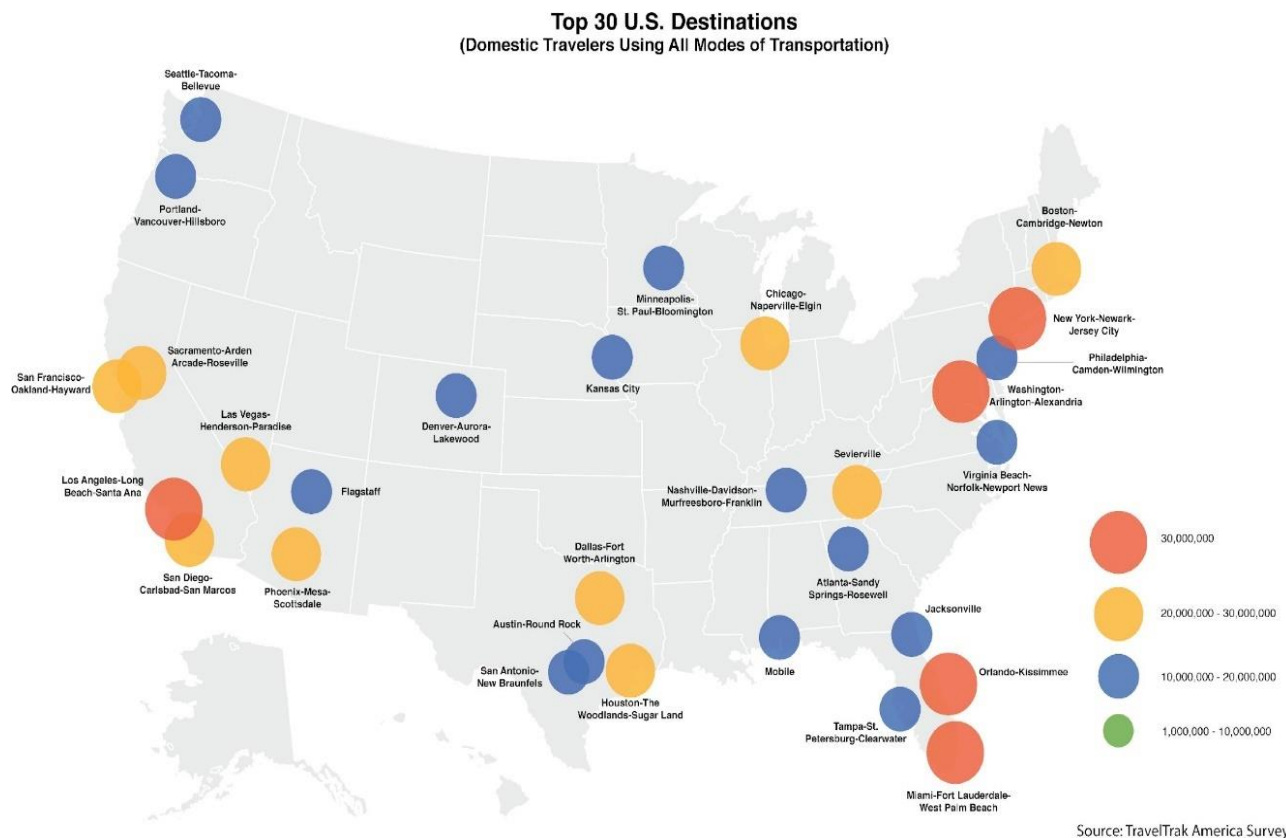 Top 30 U.S. Destinations
(Domestic Travelers Using All Modes of Transportation)
Seattle-Tacoma-
Bellevue
Portland-
Vancouver-Hillsboro
Boston-
Cambridge-Newton
Minneapolis-
St. Paul-Bloomington
Chicago-
Naperville-Elgin
New York-Newark-
Jersey City
Sacramento-Arden
Arcade-Roseville
San Francisco-
Oakland-Hayward
Philadelphia-
Camden-Wilmington
Kansas City
Washington-
Arlington-Alexandria
Las Vegas-
Henderson-Paradise
Denver-Aurora-
Lakewood
Sevierville
Virginia Beach-
Norfolk-Newport News
Los Angeles-Long
Beach-Santa Ana
Flagstaff
Nashville-Davidson-
Murfreesboro-Franklin
Dallas-Fort
Worth-Arlington
San Diego-
Carlsbad-San Marcos
Phoenix-Mesa-
Scottsdale
Atlanta-Sandy
Springs-Rosewell
Jacksonville
Austin-Round Rock
San Antonio-
New Braunfels
Mobile
Orlando-Kissimmee
Houston-The
Woodlands-Sugar Land
Tampa-St.
Petersburg-Clearwater
Miami-Fort Lauderdale-
West Palm Beach
30,000,000
20,000,000 - 30,000,000
10,000,000 - 20,000,000
1,000,000 - 10,000,000
Source: TravelTrak America Survey